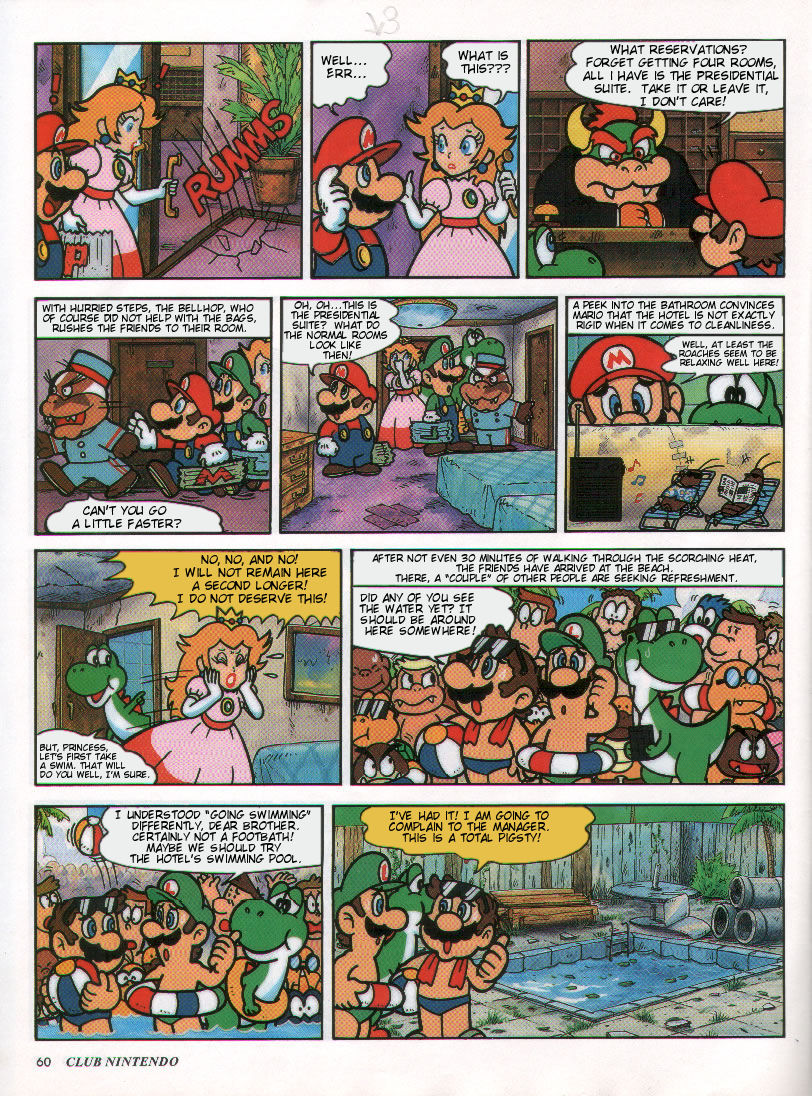 v3
RUMMS
WELL...
ERR...
WHAT IS
THIS???
WHAT RESERVATIONS?
FORGET GETTING FOUR ROOMS,
ALL I HAVE IS THE PRESIDENTIAL
SUITE. TAKE IT OR LEAVE IT,
I DON'T CARE!
WITH HURRIED STEPS, THE BELLHOP, WHO
OF COURSE DID NOT HELP WITH THE BAGS,
RUSHES THE FRIENDS TO THEIR ROOM.
CAN'T YOU GO
A LITTLE FASTER?
OH, OH...THIS IS
THE PRESIDENTIAL
SUITE? WHAT DO
THE NORMAL ROOMS
LOOK LIKE
THEN!
A PEEK INTO THE BATHROOM CONVINCES
MARIO THAT THE HOTEL IS NOT EXACTLY
RIGID WHEN IT COMES TO CLEANLINESS.
WELL, AT LEAST THE
ROACHES SEEM TO BE
RELAXING WELL HERE!
NO, NO, AND NO!
I WILL NOT REMAIN HERE
A SECOND LONGER!
I DO NOT DESERVE THIS!
BUT, PRINCESS,
LET'S FIRST TAKE
A SWIM. THAT WILL
DO YOU WELL, I'M SURE.
AFTER NOT EVEN 30 MINUTES OF WALKING THROUGH THE SCORCHING HEAT,
THE FRIENDS HAVE ARRIVED AT THE BEACH.
THERE, A "COUPLE" OF OTHER PEOPLE ARE SEEKING REFRESHMENT.
DID ANY OF YOU SEE
THE WATER YET? IT
SHOULD BE AROUND
HERE SOMEWHERE!
I UNDERSTOOD "GOING SWIMMING"
DIFFERENTLY, DEAR BROTHER.
CERTAINLY NOT A FOOTBATH!
MAYBE WE SHOULD TRY
THE HOTEL'S SWIMMING POOL.
I'VE HAD IT! I AM GOING TO
COMPLAIN TO THE MANAGER.
THIS IS A TOTAL PIGSTY!
60 CLUB NINTENDO